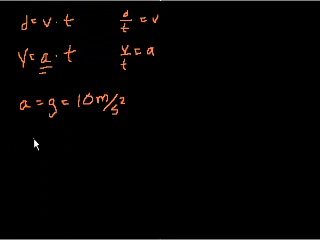 d = v · t
d/t = v
v = a · t
v/t = a
a = g = 10 m/s²